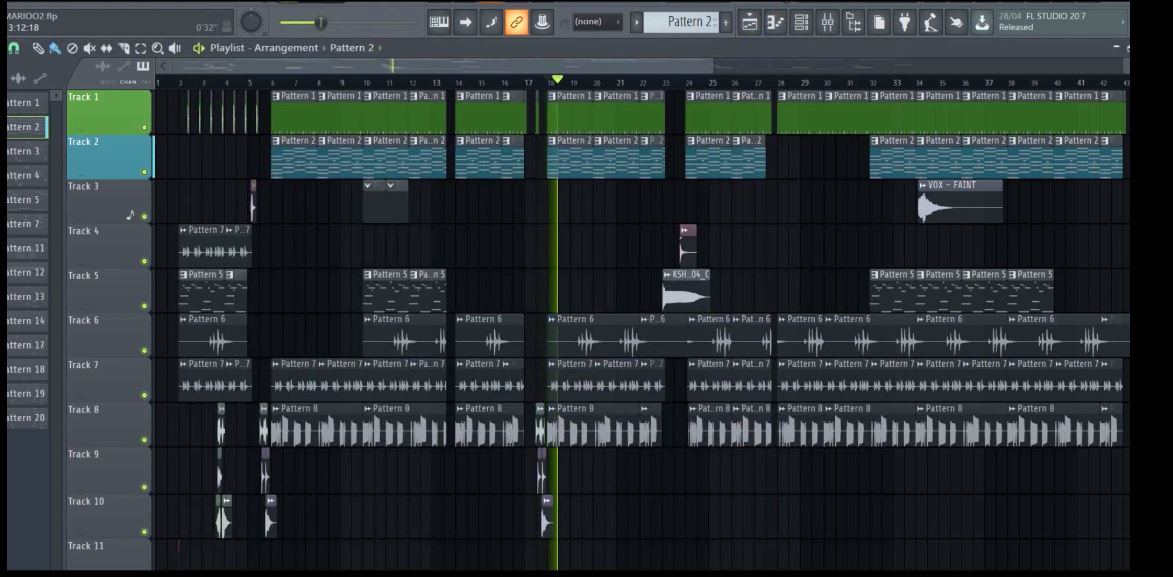 MARIOO2.flp
3:12:18
0'32"
(none)
Pattern 2
28/04 FL STUDIO 20.7
Released
Playlist - Arrangement › Pattern 2 ›
NOTE CHAN PAT
1 2 3 4 5 6 7 8 9 10 11 12 13 14 15 16 17 18 19 20 21 22 23 24 25 26 27 28 29 30 31 32 33 34 35 36 37 38 39 40 41 42 43
attern 1
attern 2
attern 3
attern 4
attern 5
attern 7
attern 11
attern 12
attern 13
attern 14
attern 17
attern 18
attern 19
attern 20
Track 1
Pattern 1 Pattern 1 Pattern 1 Pa..n 1 Pattern 1 Pattern 1 Pattern 1 P..1 Pattern 1 Pat..n 1 Pattern 1 Pattern 1 Pattern 1 Pattern 1 Pattern 1 Pattern 1 Pattern 1
Track 2
Pattern 2 Pattern 2 Pattern 2 Pa..n 2 Pattern 2 Pattern 2 Pattern 2 P..2 Pattern 2 Pa..2 Pattern 2 Pattern 2 Pattern 2 Pattern 2 Pattern 2
Track 3
VOX - FAINT
Track 4
Pattern 7 P..7
Track 5
Pattern 5 Pattern 5 Pa..n 5 KSH..04_C Pattern 5 Pattern 5 Pattern 5 Pattern 5
Track 6
Pattern 6 Pattern 6 Pattern 6 Pattern 6 P..6 Pattern 6 Pat..n 6 Pattern 6 Pattern 6 Pattern 6 Pattern 6
Track 7
Pattern 7 P..7 Pattern 7 Pattern 7 Pattern 7 Pa..n 7 Pattern 7 Pattern 7 Pattern 7 P..7 Pattern 7 Pat..n 7 Pattern 7 Pattern 7 Pattern 7 Pattern 7 Pattern 7 Pattern 7 Pattern 7
Track 8
Pattern 8 Pattern 8 Pattern 8 Pattern 8 Pat..rn 8 Pat..n 8 Pattern 8 Pattern 8 Pattern 8 Pattern 8
Track 9
Track 10
Track 11